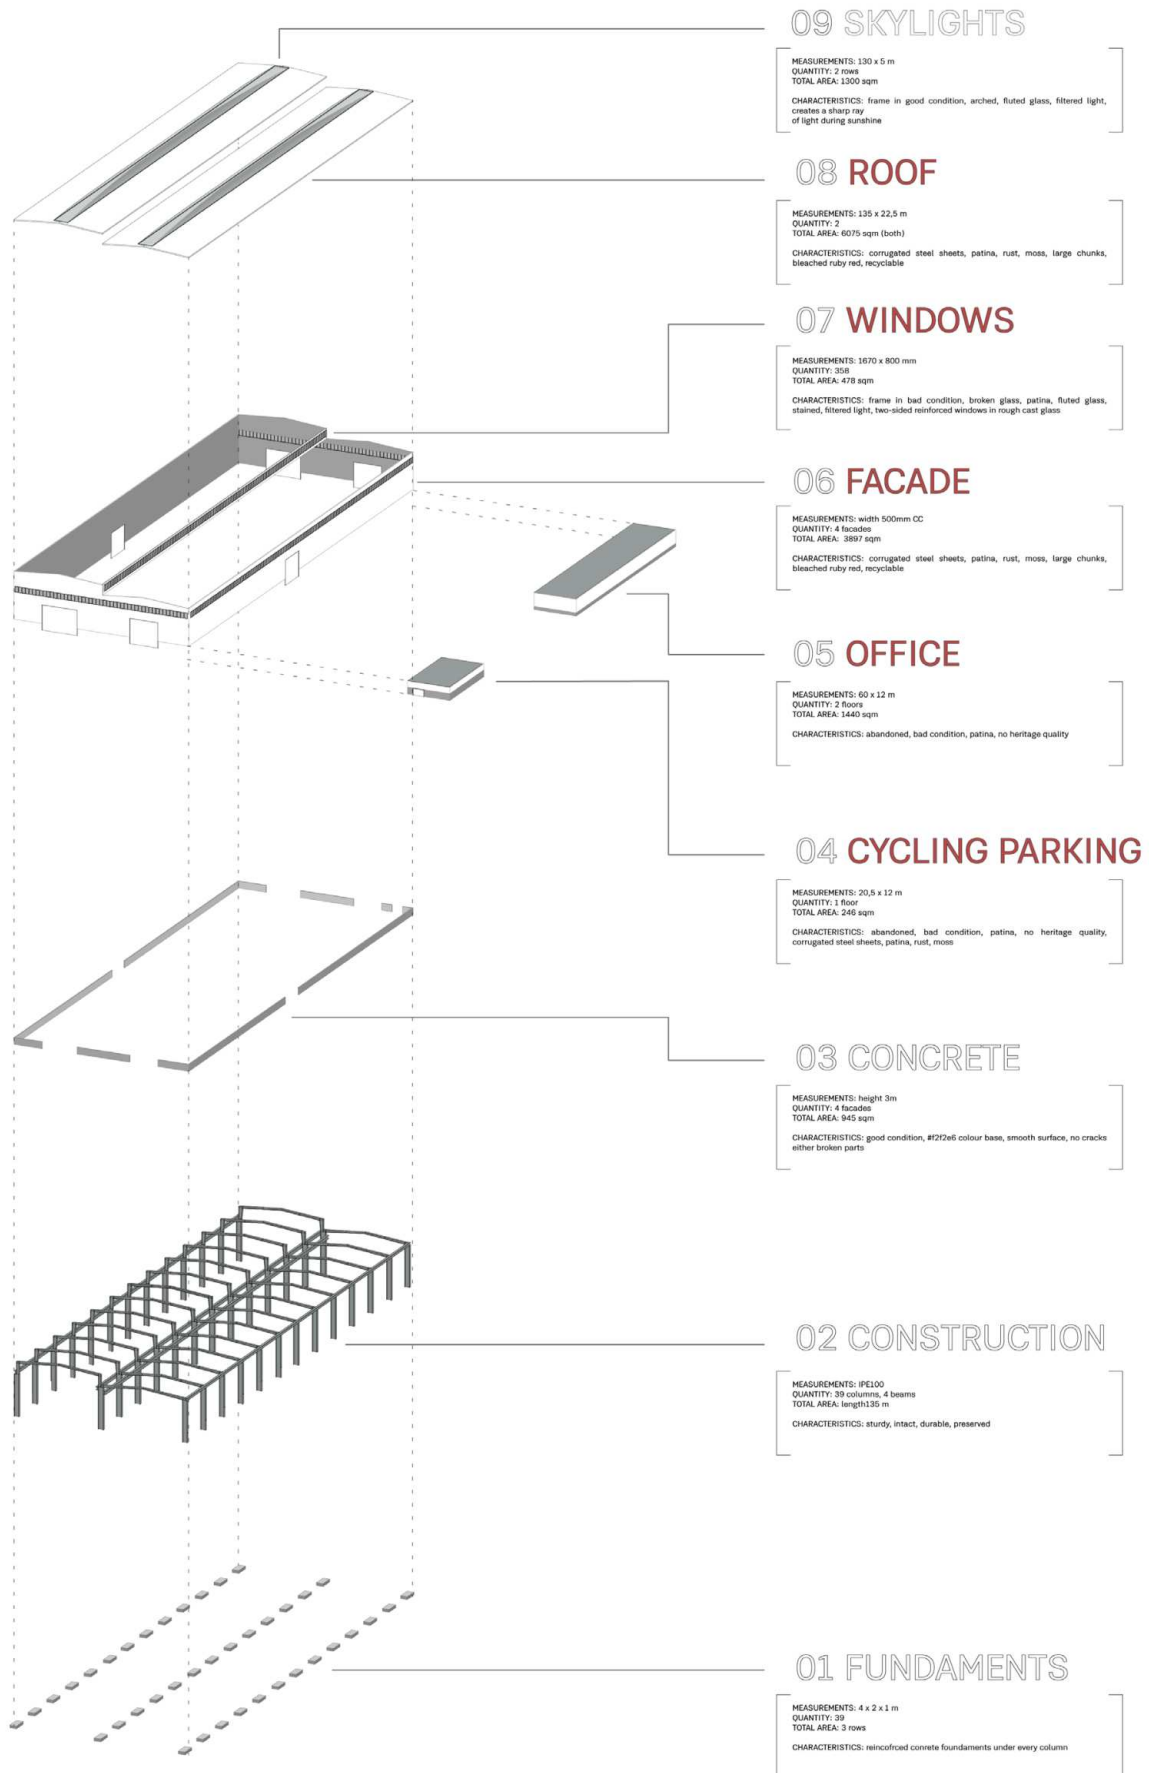 09 SKYLIGHTS
MEASUREMENTS: 130 x 5 m
QUANTITY: 2 rows
TOTAL AREA: 1300 sqm
CHARACTERISTICS: frame in good condition, arched, fluted glass, filtered light,
creates a sharp ray
of light during sunshine
08 ROOF
MEASUREMENTS: 135 x 22,5 m
QUANTITY: 2
TOTAL AREA: 6075 sqm (both)
CHARACTERISTICS: corrugated steel sheets, patina, rust, moss, large chunks,
bleached ruby red, recyclable
07 WINDOWS
MEASUREMENTS: 1670 x 800 mm
QUANTITY: 358
TOTAL AREA: 478 sqm
CHARACTERISTICS: frame in bad condition, broken glass, patina, fluted glass,
stained, filtered light, two-sided reinforced windows in rough cast glass
06 FACADE
MEASUREMENTS: width 500mm CC
QUANTITY: 4 facades
TOTAL AREA: 3897 sqm
CHARACTERISTICS: corrugated steel sheets, patina, rust, moss, large chunks,
bleached ruby red, recyclable
05 OFFICE
MEASUREMENTS: 60 x 12 m
QUANTITY: 2 floors
TOTAL AREA: 1440 sqm
CHARACTERISTICS: abandoned, bad condition, patina, no heritage quality
04 CYCLING PARKING
MEASUREMENTS: 20,5 x 12 m
QUANTITY: 1 floor
TOTAL AREA: 246 sqm
CHARACTERISTICS: abandoned, bad condition, patina, no heritage quality,
corrugated steel sheets, patina, rust, moss
03 CONCRETE
MEASUREMENTS: height 3m
QUANTITY: 4 facades
TOTAL AREA: 945 sqm
CHARACTERISTICS: good condition, #f2f2e6 colour base, smooth surface, no cracks
either broken parts
02 CONSTRUCTION
MEASUREMENTS: IPE100
QUANTITY: 39 columns, 4 beams
TOTAL AREA: length135 m
CHARACTERISTICS: sturdy, intact, durable, preserved
01 FUNDAMENTS
MEASUREMENTS: 4 x 2 x 1 m
QUANTITY: 39
TOTAL AREA: 3 rows
CHARACTERISTICS: reincofrced conrete foundaments under every column